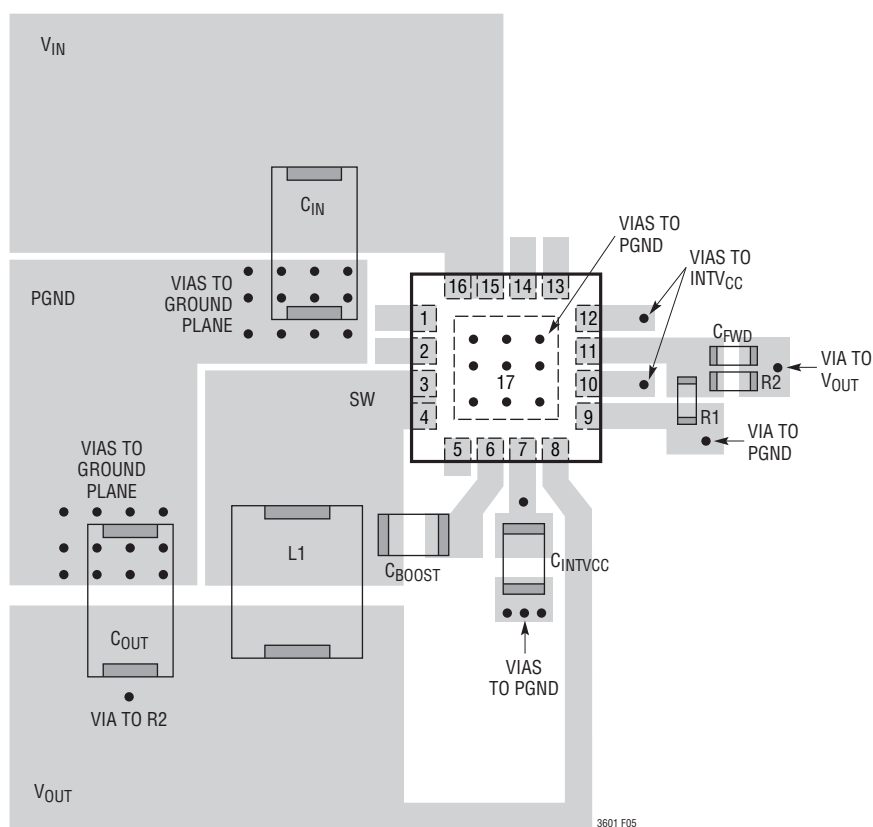 VIN
CIN
PGND
VIAS TO
GROUND
PLANE
VIAS TO
PGND
VIAS TO
INTVCC
16 15 14 13
1
2
3
4
17
12
11
10
9
5 6 7 8
CFWD
R2
R1
VIA TO
VOUT
VIA TO
PGND
SW
VIAS TO
GROUND
PLANE
L1
CBOOST
CINTVCC
COUT
VIAS
TO PGND
VIA TO R2
VOUT
3601 F05